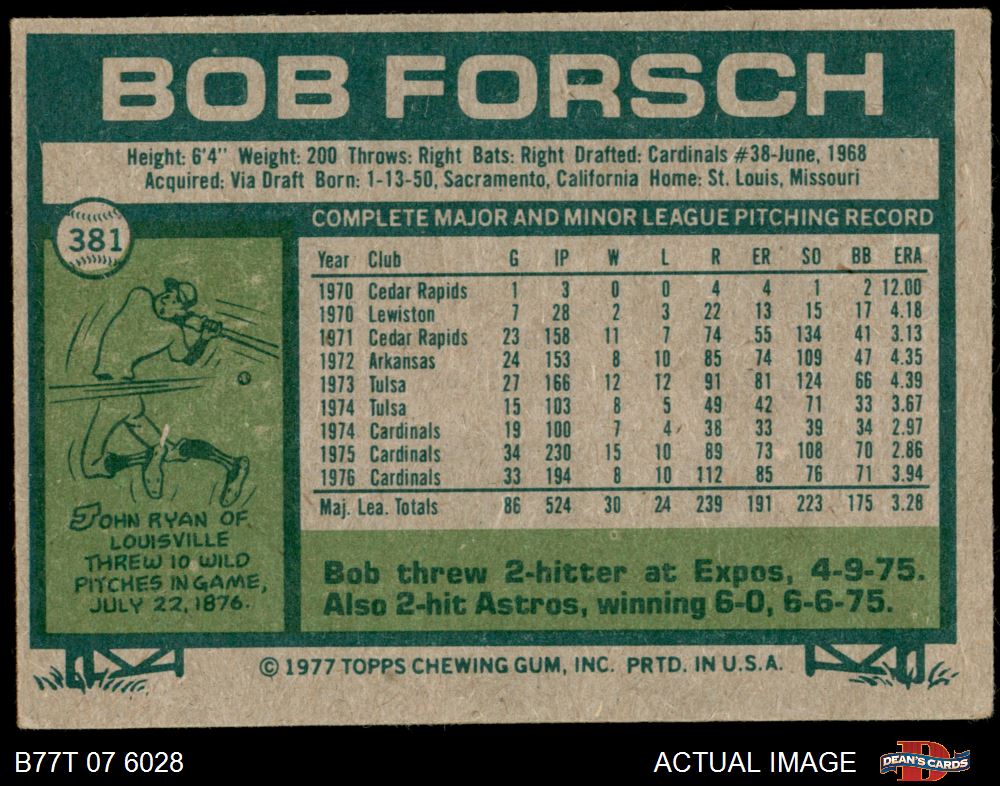 BOB FORSCH
Height: 6'4" Weight: 200 Throws: Right Bats: Right Drafted: Cardinals #38-June, 1968
Acquired: Via Draft Born: 1-13-50, Sacramento, California Home: St. Louis, Missouri
381
COMPLETE MAJOR AND MINOR LEAGUE PITCHING RECORD
Year Club G IP W L R ER SO BB ERA
1970 Cedar Rapids 1 3 0 0 4 4 1 2 12.00
1970 Lewiston 7 28 2 3 22 13 15 17 4.18
1971 Cedar Rapids 23 158 11 7 74 55 134 41 3.13
1972 Arkansas 24 153 8 10 85 74 109 47 4.35
1973 Tulsa 27 166 12 12 91 81 124 66 4.39
1974 Tulsa 15 103 8 5 49 42 71 33 3.67
1974 Cardinals 19 100 7 4 38 33 39 34 2.97
1975 Cardinals 34 230 15 10 89 73 108 70 2.86
1976 Cardinals 33 194 8 10 112 85 76 71 3.94
Maj. Lea. Totals 86 524 30 24 239 191 223 175 3.28
JOHN RYAN OF
LOUISVILLE
THREW 10 WILD
PITCHES IN GAME,
JULY 22, 1876.
Bob threw 2-hitter at Expos, 4-9-75.
Also 2-hit Astros, winning 6-0, 6-6-75.
© 1977 TOPPS CHEWING GUM, INC. PRTD. IN U.S.A.
B77T 07 6028
ACTUAL IMAGE
D
DEAN'S CARDS